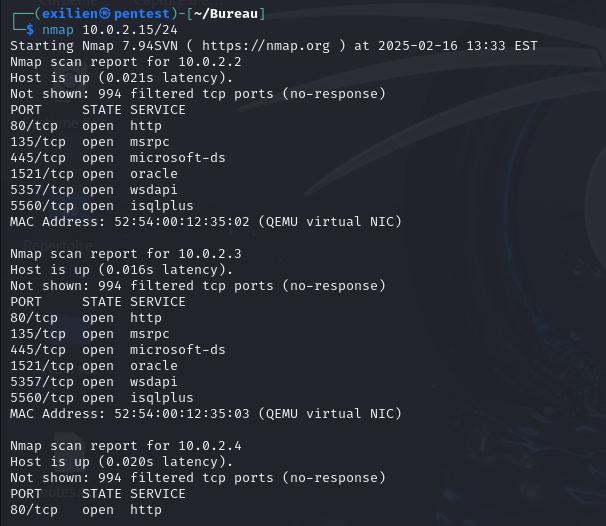 (exilien㉿pentest)-[~/Bureau]
$ nmap 10.0.2.15/24
Starting Nmap 7.94SVN ( https://nmap.org ) at 2025-02-16 13:33 EST
Nmap scan report for 10.0.2.2
Host is up (0.021s latency).
Not shown: 994 filtered tcp ports (no-response)
PORT     STATE SERVICE
80/tcp   open  http
135/tcp  open  msrpc
445/tcp  open  microsoft-ds
1521/tcp open  oracle
5357/tcp open  wsdapi
5560/tcp open  isqlplus
MAC Address: 52:54:00:12:35:02 (QEMU virtual NIC)

Nmap scan report for 10.0.2.3
Host is up (0.016s latency).
Not shown: 994 filtered tcp ports (no-response)
PORT     STATE SERVICE
80/tcp   open  http
135/tcp  open  msrpc
445/tcp  open  microsoft-ds
1521/tcp open  oracle
5357/tcp open  wsdapi
5560/tcp open  isqlplus
MAC Address: 52:54:00:12:35:03 (QEMU virtual NIC)

Nmap scan report for 10.0.2.4
Host is up (0.020s latency).
Not shown: 994 filtered tcp ports (no-response)
PORT     STATE SERVICE
80/tcp   open  http